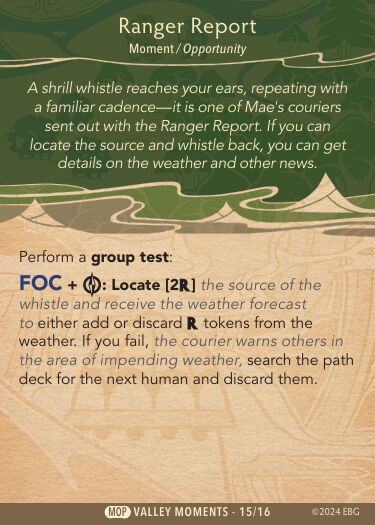 Ranger Report
Moment / Opportunity
A shrill whistle reaches your ears, repeating with
a familiar cadence—it is one of Mae's couriers
sent out with the Ranger Report. If you can
locate the source and whistle back, you can get
details on the weather and other news.
Perform a group test:
FOC + : Locate [2R] the source of the
whistle and receive the weather forecast
to either add or discard R tokens from the
weather. If you fail, the courier warns others in
the area of impending weather, search the path
deck for the next human and discard them.
MOP VALLEY MOMENTS - 15/16
©2024 EBG